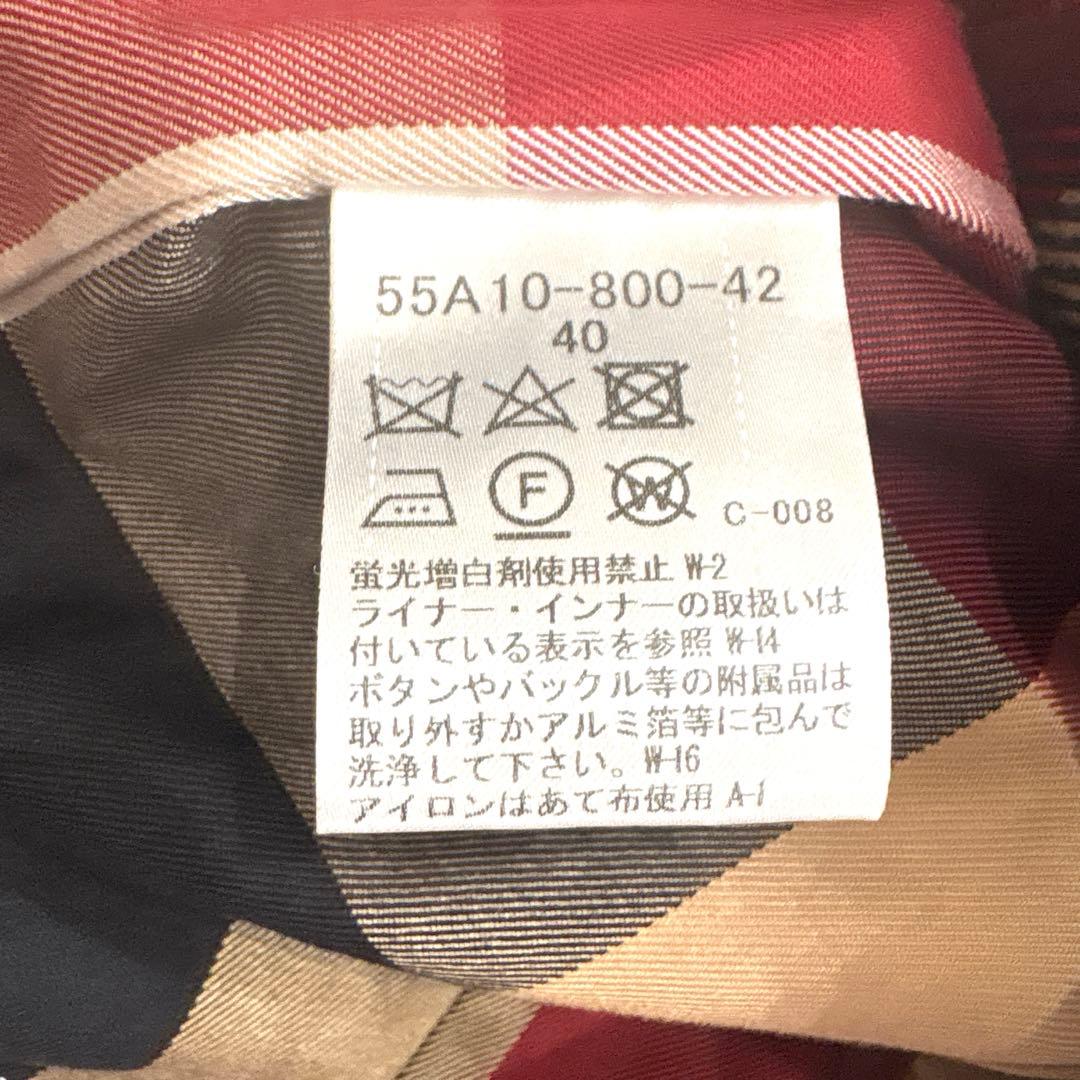 55A10-800-42
40
F
W
C-008
蛍光増白剤使用禁止 W-2
ライナー・インナーの取扱いは
付いている表示を参照 W-14
ボタンやバックル等の附属品は
取り外すかアルミ箔等に包んで
洗浄して下さい。W-16
アイロンはあて布使用 A-1